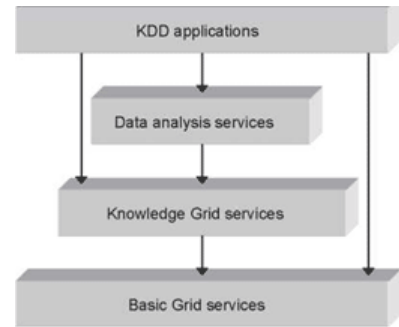 KDD applications
Data analysis services
Knowledge Grid services
Basic Grid services